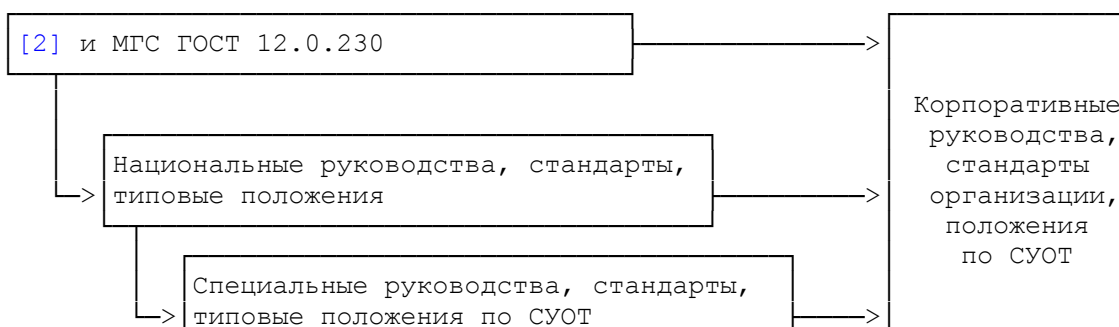 [2] и МГС ГОСТ 12.0.230
Национальные руководства, стандарты,
типовые положения
Специальные руководства, стандарты,
типовые положения по СУОТ
Корпоративные
руководства,
стандарты
организации,
положения
по СУОТ